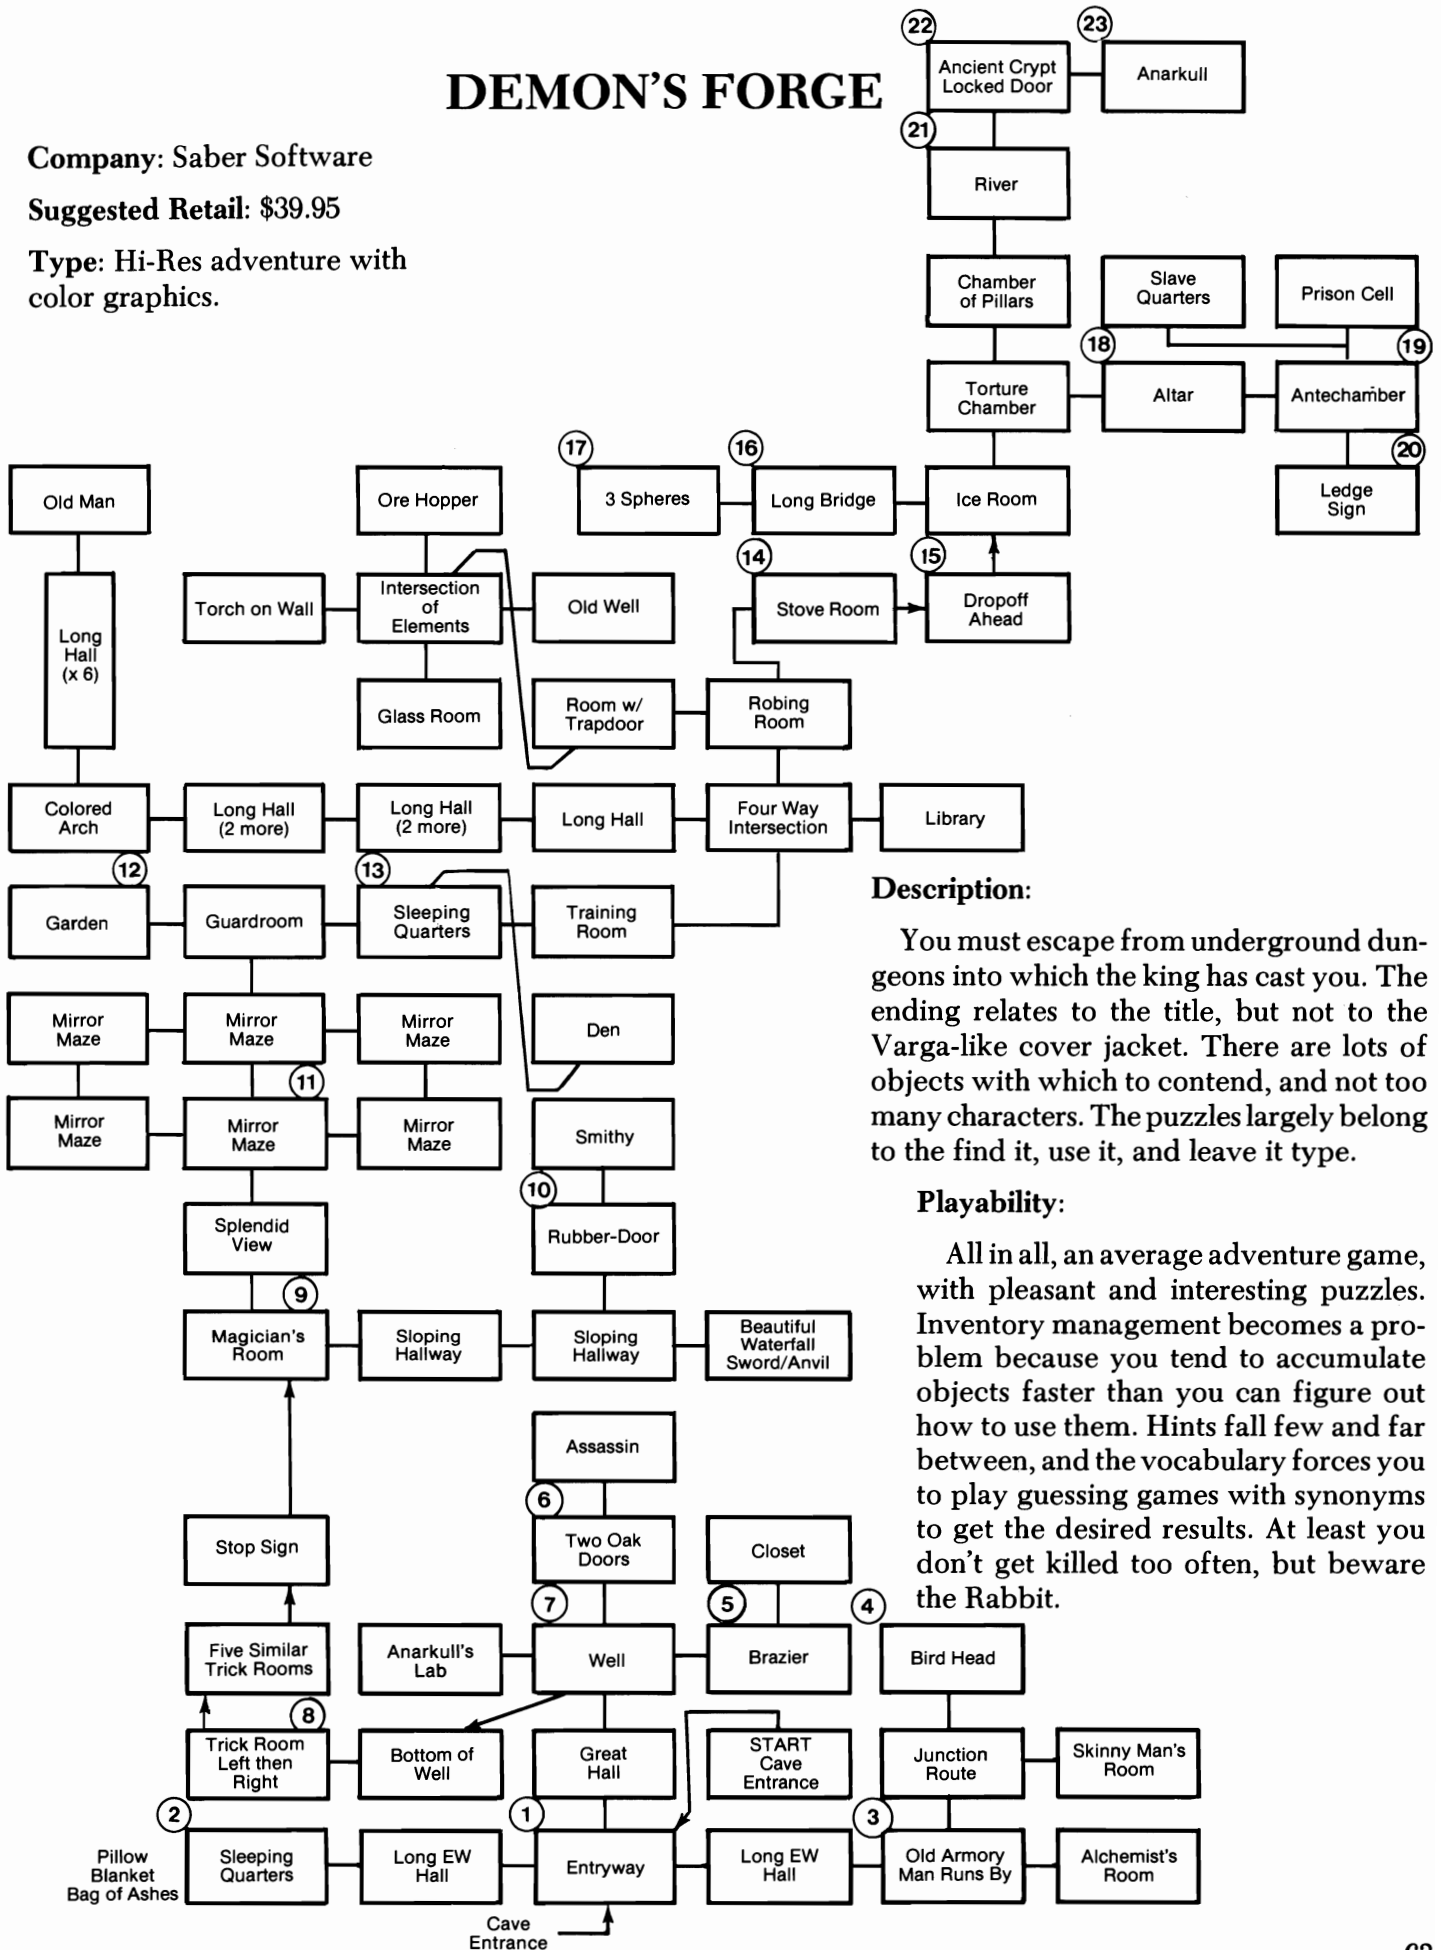 DEMON'S FORGE
Company: Saber Software
Suggested Retail: $39.95
Type: Hi-Res adventure with
color graphics.
22
Ancient Crypt
Locked Door
23
Anarkull
21
River
Chamber
of Pillars
Slave
Quarters
Prison Cell
Torture
Chamber
18
Altar
19
Antechamber
17
3 Spheres
16
Long Bridge
Ice Room
20
Ledge
Sign
Old Man
Ore Hopper
Long
Hall
(x 6)
Torch on Wall
Intersection
of
Elements
Old Well
14
Stove Room
15
Dropoff
Ahead
Glass Room
Room w/
Trapdoor
Robing
Room
Colored
Arch
Long Hall
(2 more)
Long Hall
(2 more)
Long Hall
Four Way
Intersection
Library
12
Garden
Guardroom
13
Sleeping
Quarters
Training
Room
Mirror
Maze
Mirror
Maze
Mirror
Maze
Den
Mirror
Maze
11
Mirror
Maze
Mirror
Maze
Smithy
Splendid
View
10
Rubber-Door
9
Magician's
Room
Sloping
Hallway
Sloping
Hallway
Beautiful
Waterfall
Sword/Anvil
Assassin
Stop Sign
6
Two Oak
Doors
Closet
Five Similar
Trick Rooms
Anarkull's
Lab
7
Well
5
Brazier
4
Bird Head
8
Trick Room
Left then
Right
Bottom of
Well
Great
Hall
START
Cave
Entrance
Junction
Route
Skinny Man's
Room
2
Pillow
Blanket
Bag of Ashes
Sleeping
Quarters
Long EW
Hall
1
Entryway
Long EW
Hall
3
Old Armory
Man Runs By
Alchemist's
Room
Cave
Entrance
Description:
You must escape from underground dun-
geons into which the king has cast you. The
ending relates to the title, but not to the
Varga-like cover jacket. There are lots of
objects with which to contend, and not too
many characters. The puzzles largely belong
to the find it, use it, and leave it type.
Playability:
All in all, an average adventure game,
with pleasant and interesting puzzles.
Inventory management becomes a pro-
blem because you tend to accumulate
objects faster than you can figure out
how to use them. Hints fall few and far
between, and the vocabulary forces you
to play guessing games with synonyms
to get the desired results. At least you
don't get killed too often, but beware
the Rabbit.